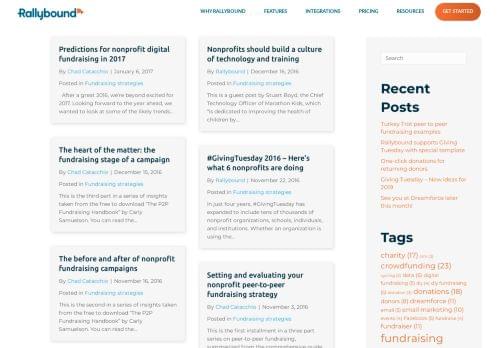 Rallybound
WHY RALLYBOUND
FEATURES
INTEGRATIONS
PRICING
RESOURCES
GET STARTED
Predictions for nonprofit digital
fundraising in 2017
By Chad Catacchio | January 6, 2017
Posted in Fundraising strategies
After a great 2016, we're beyond excited for
2017. Looking forward to the year ahead, we
wanted to look at some of the likely trends...
The heart of the matter: the
fundraising stage of a campaign
By Chad Catacchio | December 15, 2016
Posted in Fundraising strategies
This is the third part in a series of insights
taken from the free to download "The P2P
Fundraising Handbook" by Carly
Samuelson. You can read the...
The before and after of nonprofit
fundraising campaigns
By Chad Catacchio | November 16, 2016
Posted in Fundraising strategies
This is the second in a series of insights
taken from the free to download "The P2P
Fundraising Handbook" by Carly
Samuelson. You can read the...
Nonprofits should build a culture
of technology and training
By Rallybound | December 16, 2016
Posted in Fundraising strategies
This is a guest post by Stuart Boyd, the Chief
Technology Officer of Marathon Kids, which
"is dedicated to improving the health of
children by...
#GivingTuesday 2016 – Here's
what 6 nonprofits are doing
By Rallybound | November 22, 2016
Posted in Fundraising strategies
In just four years, #GivingTuesday has
expanded to include tens of thousands of
nonprofit organizations, schools, individuals,
and institutions. Whether an organization is
using the...
Setting and evaluating your
nonprofit peer-to-peer
fundraising strategy
By Chad Catacchio | November 3, 2016
Posted in Fundraising strategies
This is the first installment in a three part
series on peer-to-peer fundraising,
summarized from the comprehensive guide
Search
Recent
Posts
Turkey Trot peer to peer
fundraising examples
Rallybound supports Giving
Tuesday with special template
One-click donations for
returning donors
Giving Tuesday – New ideas for
2019
See you at Dreamforce later
this month!
Tags
charity (17)
crowdfunding (23)
cycling (2) data (5) digital
fundraising (5) diy (4) diy fundraising
(5) donation (3) donations (18)
donors (8) dreamforce (11)
email (5) email marketing (10)
events (4) Facebook (5) fundraise (4)
fundraiser (11)
fundraising